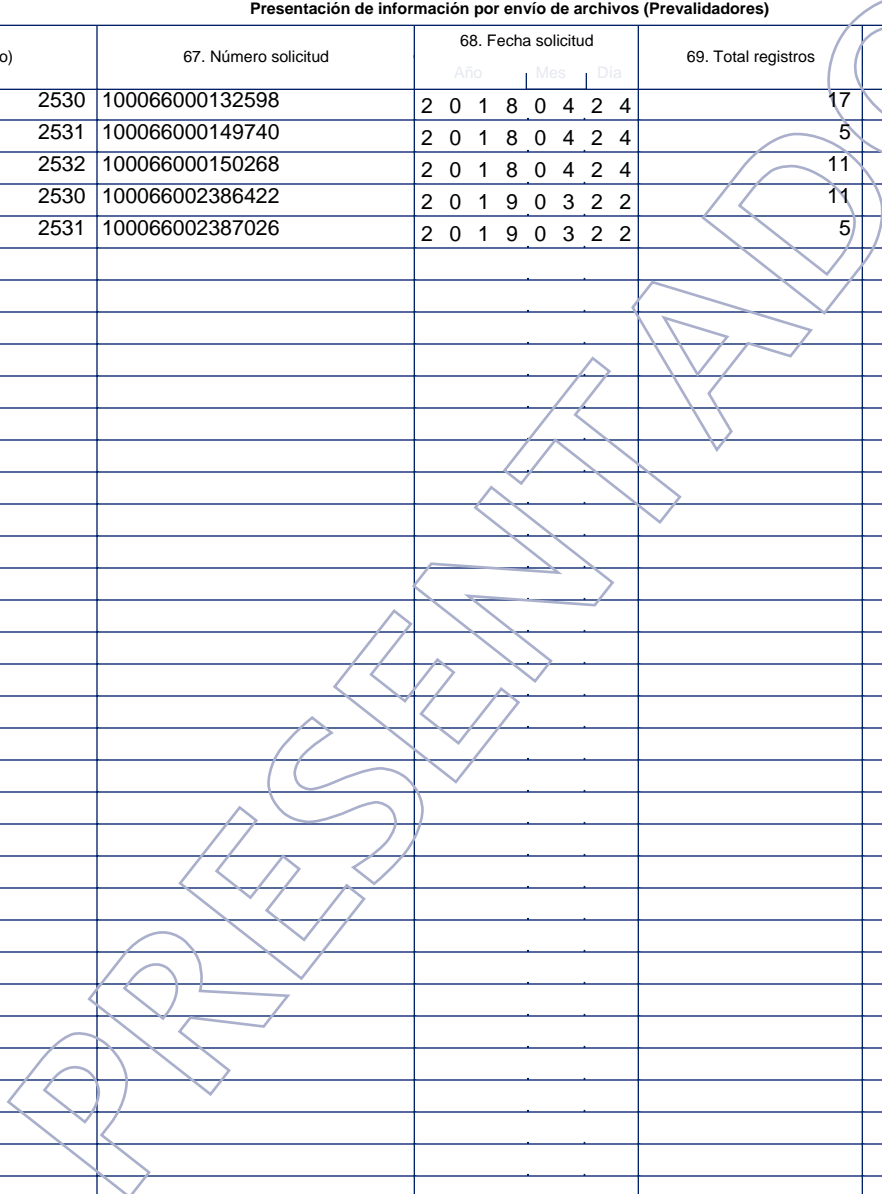 Presentación de información por envío de archivos (Prevalidadores)
o) 67. Número solicitud 68. Fecha solicitud 69. Total registros
Año Mes Día
2530 100066000132598 2 0 1 8 0 4 2 4 17
2531 100066000149740 2 0 1 8 0 4 2 4 5
2532 100066000150268 2 0 1 8 0 4 2 4 11
2530 100066002386422 2 0 1 9 0 3 2 2 11
2531 100066002387026 2 0 1 9 0 3 2 2 5
PRESENTADO